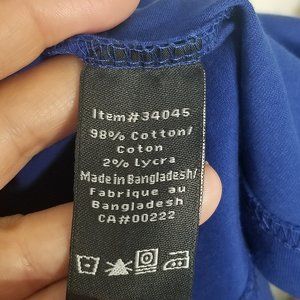 Item#34045
98% Cotton/
Coton
2% Lycra
Made in Bangladesh/
Fabrique au
Bangladesh
CA#00222